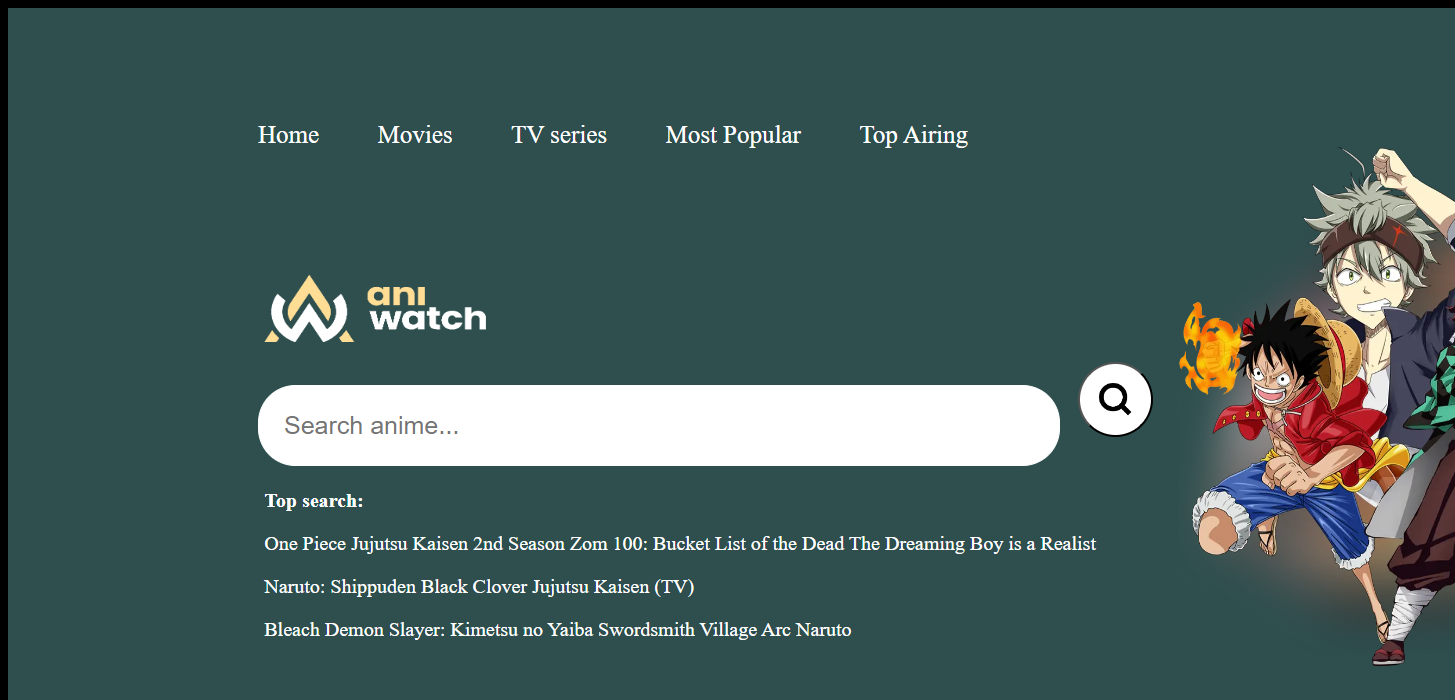 Home Movies TV series Most Popular Top Airing
ani
watch
Search anime...
Top search:
One Piece Jujutsu Kaisen 2nd Season Zom 100: Bucket List of the Dead The Dreaming Boy is a Realist
Naruto: Shippuden Black Clover Jujutsu Kaisen (TV)
Bleach Demon Slayer: Kimetsu no Yaiba Swordsmith Village Arc Naruto